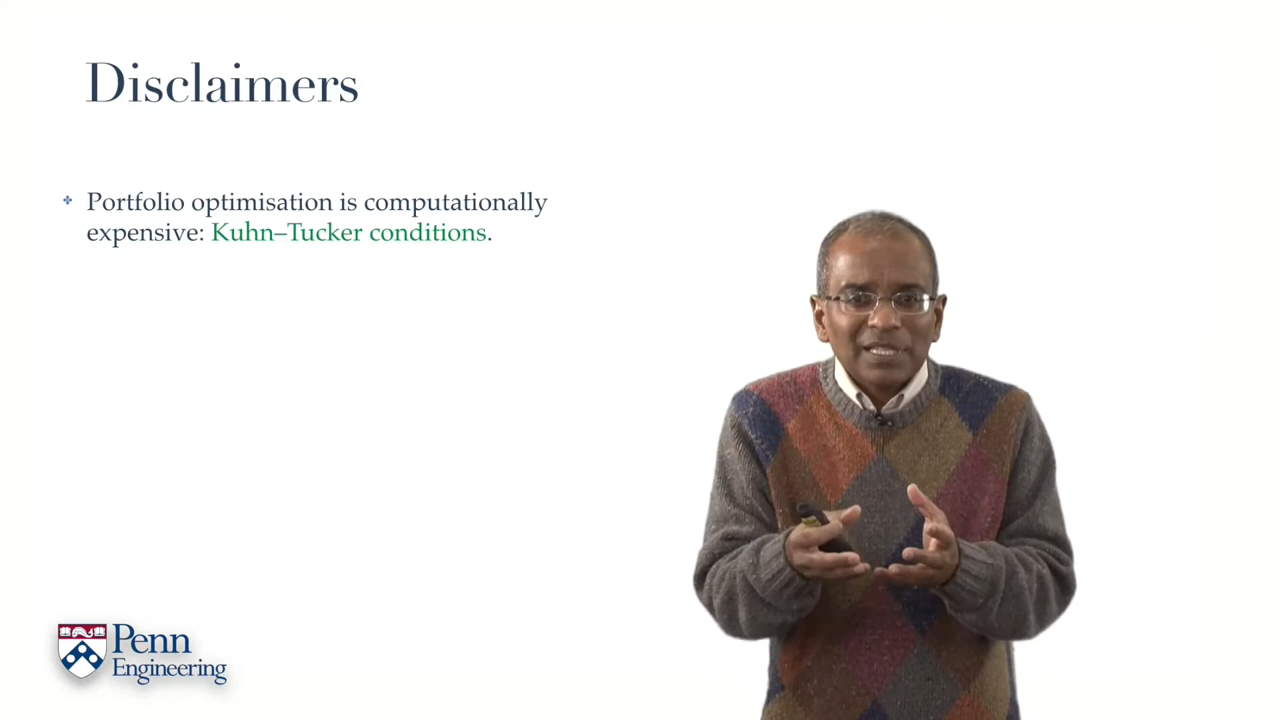 Disclaimers
Portfolio optimisation is computationally
expensive: Kuhn–Tucker conditions.
Penn
Engineering